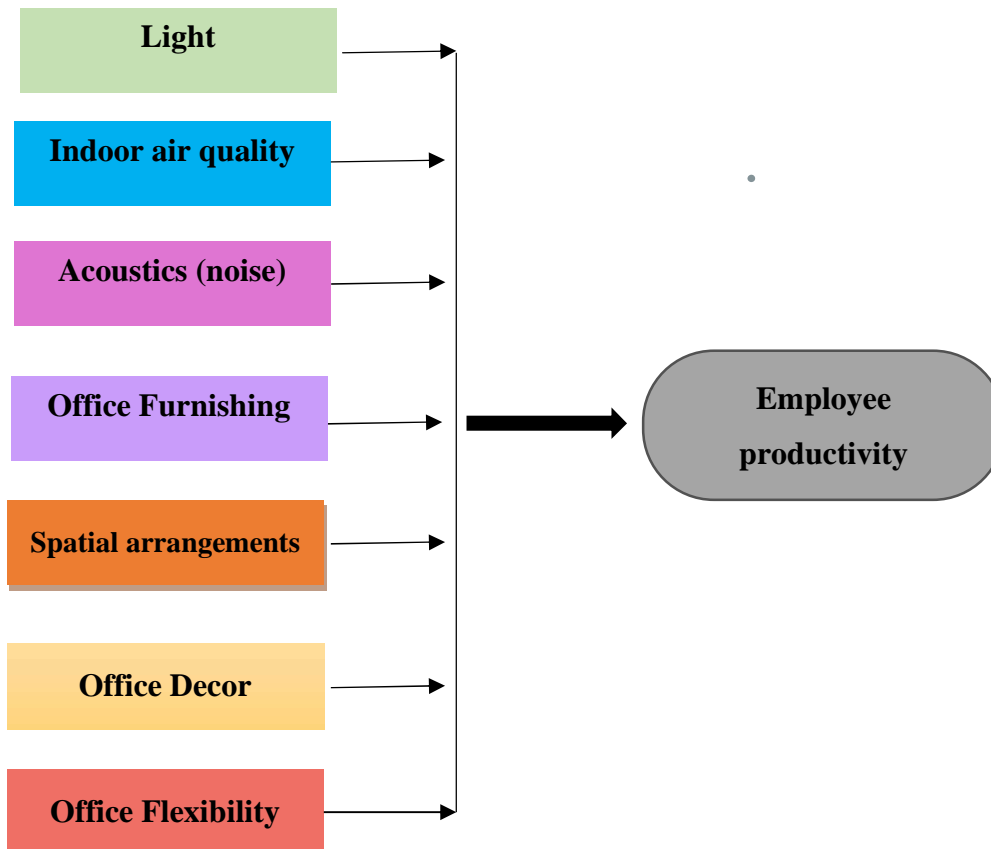 Light
Indoor air quality
Acoustics (noise)
Office Furnishing
Spatial arrangements
Office Decor
Office Flexibility
Employee
productivity